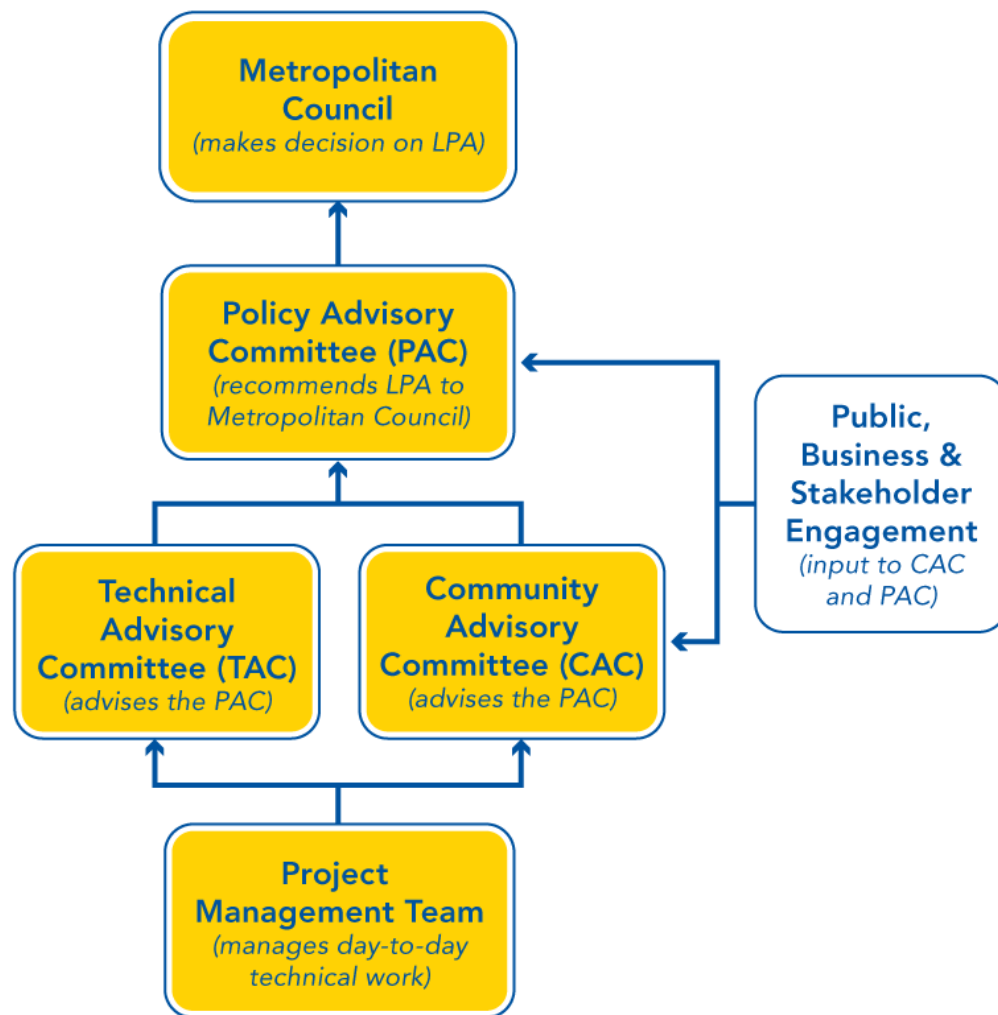 Metropolitan
Council
(makes decision on LPA)
Policy Advisory
Committee (PAC)
(recommends LPA to
Metropolitan Council)
Public,
Business &
Stakeholder
Engagement
(input to CAC
and PAC)
Technical
Advisory
Committee (TAC)
(advises the PAC)
Community
Advisory
Committee (CAC)
(advises the PAC)
Project
Management Team
(manages day-to-day
technical work)